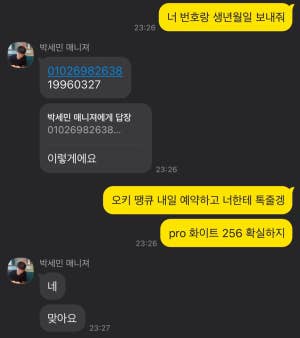 너 번호랑 생년월일 보내줘
23:26
박세민 매니져
01026982638
19960327
박세민 매니져에게 답장
01026982638...
이렇게에요
23:26
오키 땡큐 내일 예약하고 너한테 톡줄겡
23:26
pro 화이트 256 확실하지
박세민 매니져
네
맞아요
23:27